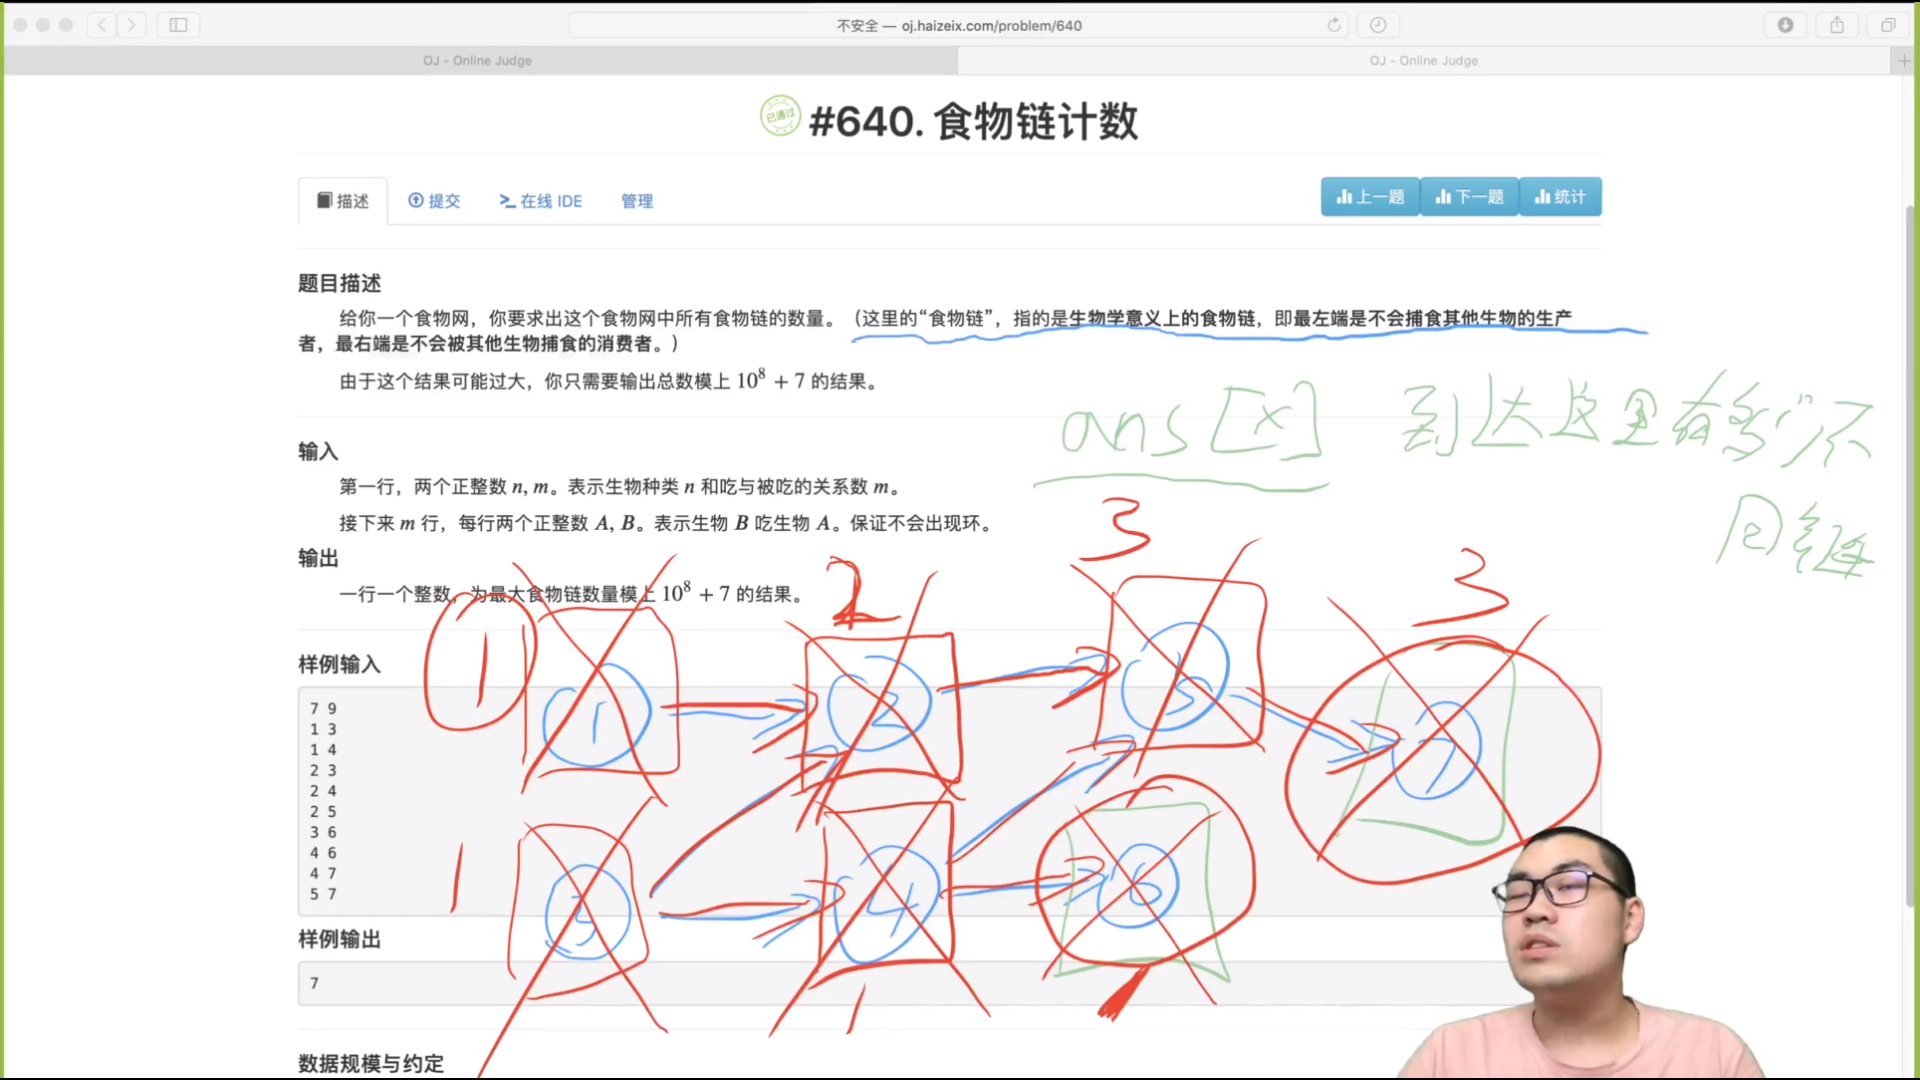 不安全 — oj.haizeix.com/problem/640
OJ - Online Judge
OJ - Online Judge
已通过
#640. 食物链计数
描述
提交
在线 IDE
管理
上一题
下一题
统计
题目描述
给你一个食物网，你要求出这个食物网中所有食物链的数量。（这里的“食物链”，指的是生物学意义上的食物链，即最左端是不会捕食其他生物的生产
者，最右端是不会被其他生物捕食的消费者。）
由于这个结果可能过大，你只需要输出总数模上 10⁸ + 7 的结果。
ans[x] 到达这里有多少不
同链
输入
第一行，两个正整数 n, m。表示生物种类 n 和吃与被吃的关系数 m。
接下来 m 行，每行两个正整数 A, B。表示生物 B 吃生物 A。保证不会出现环。
输出
一行一个整数，为最大食物链数量模上 10⁸ + 7 的结果。
3
2
3
1
样例输入
1
2
5
7
7 9
1 3
1 4
2 3
2 4
2 5
3 6
4 6
4 7
5 7
1
3
4
6
样例输出
7
1
数据规模与约定